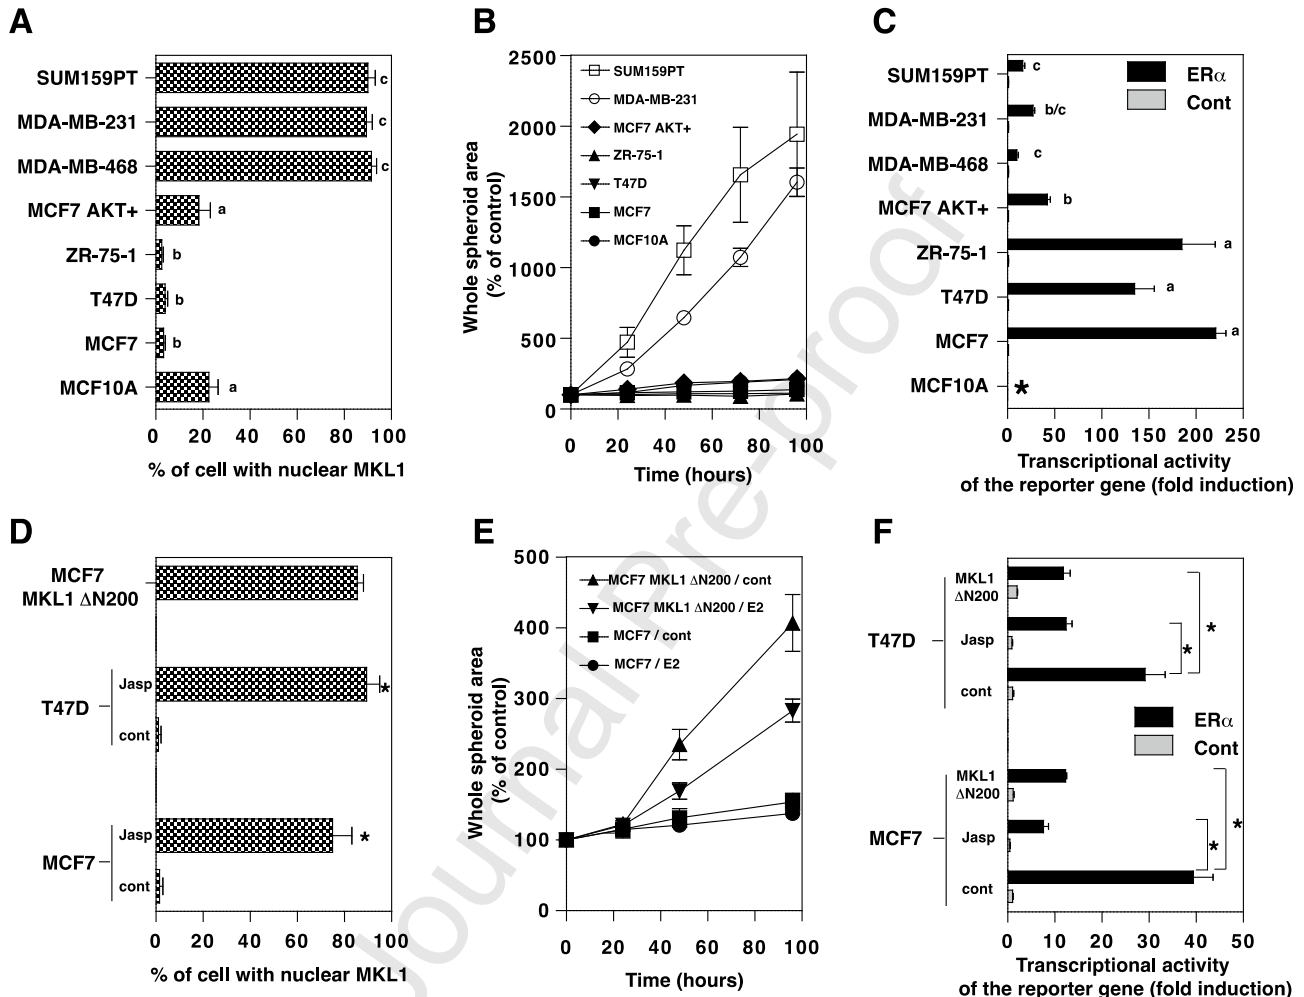 A
SUM159PT
MDA-MB-231
MDA-MB-468
MCF7 AKT+
ZR-75-1
T47D
MCF7
MCF10A
c
c
c
a
b
b
b
a
0 20 40 60 80 100
% of cell with nuclear MKL1
B
Whole spheroid area
(% of control)
2500
2000
1500
1000
500
0
SUM159PT
MDA-MB-231
MCF7 AKT+
ZR-75-1
T47D
MCF7
MCF10A
0 20 40 60 80 100
Time (hours)
C
SUM159PT
MDA-MB-231
MDA-MB-468
MCF7 AKT+
ZR-75-1
T47D
MCF7
MCF10A
c
b/c
c
b
a
a
a
*
ERα
Cont
0 50 100 150 200 250
Transcriptional activity
of the reporter gene (fold induction)
D
MCF7
MKL1 ΔN200
T47D
Jasp
*
cont
MCF7
Jasp
*
cont
0 20 40 60 80 100
% of cell with nuclear MKL1
E
Whole spheroid area
(% of control)
500
400
300
200
100
0
MCF7 MKL1 ΔN200 / cont
MCF7 MKL1 ΔN200 / E2
MCF7 / cont
MCF7 / E2
0 20 40 60 80 100
Time (hours)
F
T47D
MKL1
ΔN200
Jasp
cont
*
*
ERα
Cont
MCF7
MKL1
ΔN200
Jasp
cont
*
*
0 10 20 30 40 50
Transcriptional activity
of the reporter gene (fold induction)
Journal Pre-proof